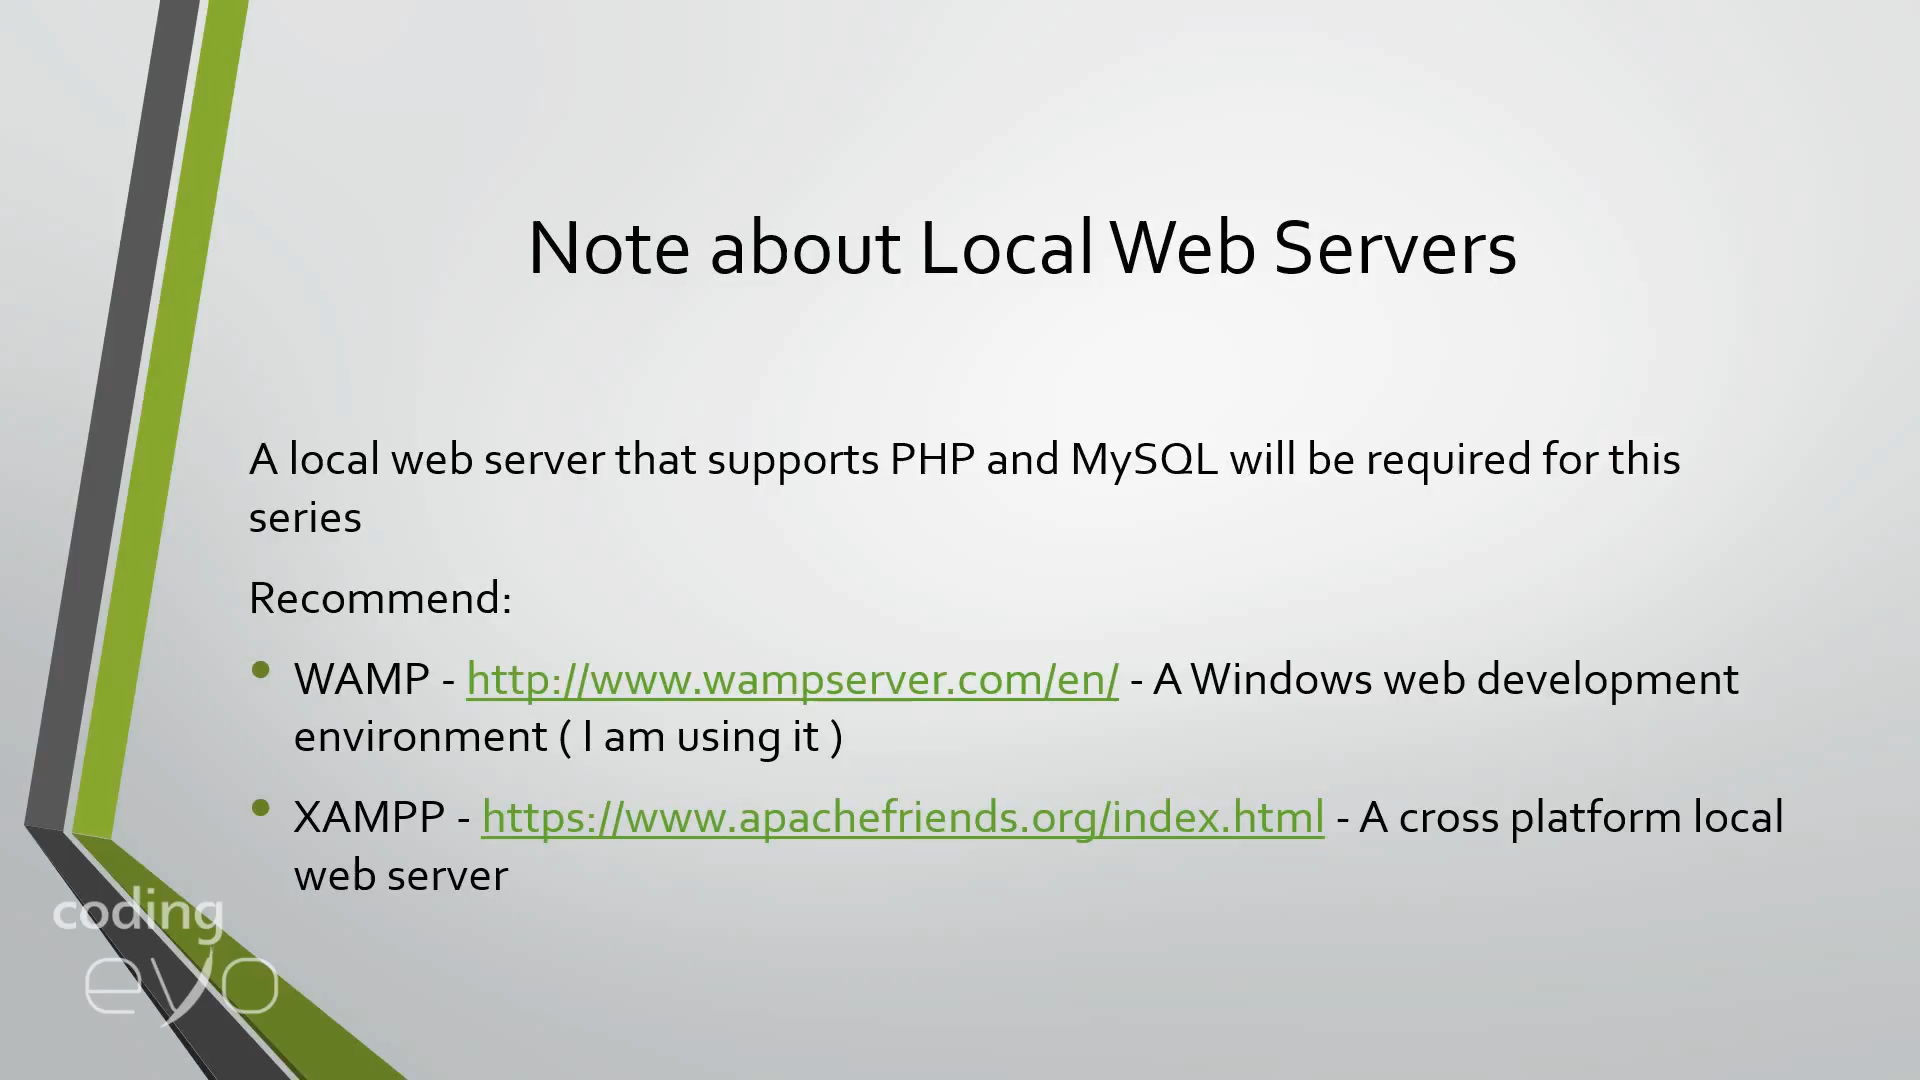 Note about Local Web Servers
A local web server that supports PHP and MySQL will be required for this
series
Recommend:
WAMP - http://www.wampserver.com/en/ - A Windows web development
environment ( I am using it )
XAMPP - https://www.apachefriends.org/index.html - A cross platform local
web server
coding
eyo